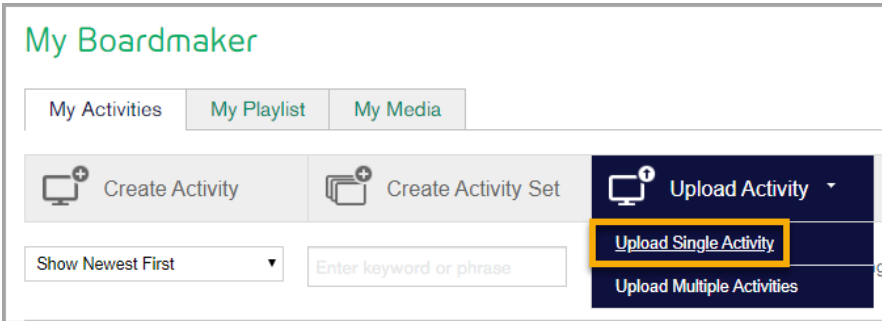 My Boardmaker
My Activities My Playlist My Media
Create Activity Create Activity Set Upload Activity
Upload Single Activity
Show Newest First Enter keyword or phrase
Upload Multiple Activities